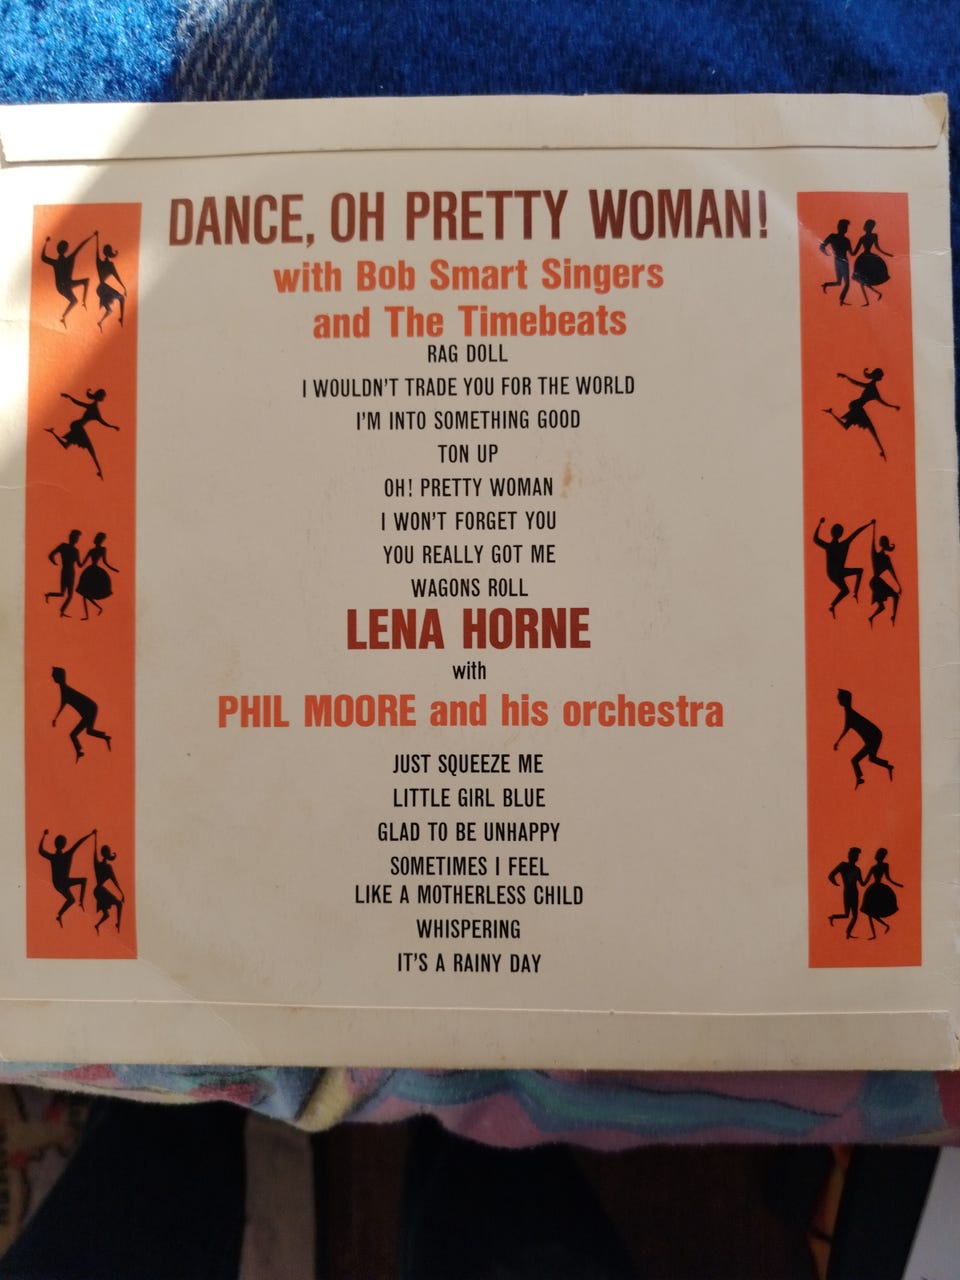 DANCE, OH PRETTY WOMAN!
with Bob Smart Singers
and The Timebeats
RAG DOLL
I WOULDN'T TRADE YOU FOR THE WORLD
I'M INTO SOMETHING GOOD
TON UP
OH! PRETTY WOMAN
I WON'T FORGET YOU
YOU REALLY GOT ME
WAGONS ROLL
LENA HORNE
with
PHIL MOORE and his orchestra
JUST SQUEEZE ME
LITTLE GIRL BLUE
GLAD TO BE UNHAPPY
SOMETIMES I FEEL
LIKE A MOTHERLESS CHILD
WHISPERING
IT'S A RAINY DAY